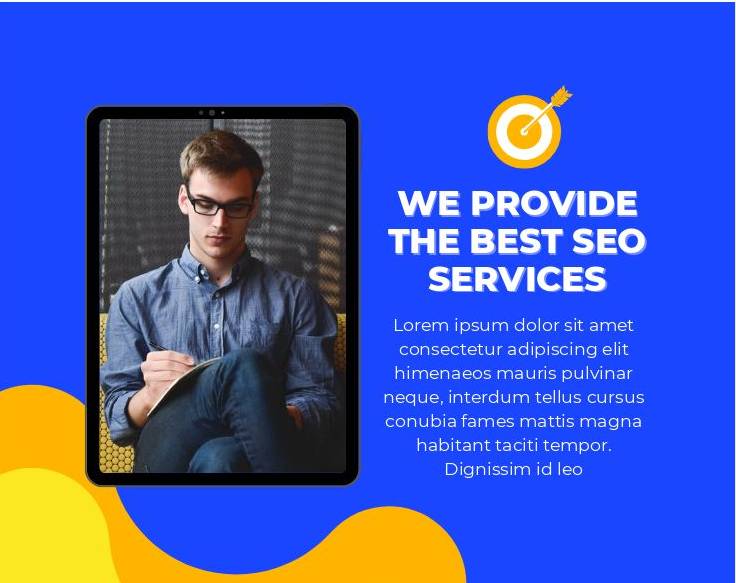 WE PROVIDE
THE BEST SEO
SERVICES
Lorem ipsum dolor sit amet
consectetur adipiscing elit
himenaeos mauris pulvinar
neque, interdum tellus cursus
conubia fames mattis magna
habitant taciti tempor.
Dignissim id leo